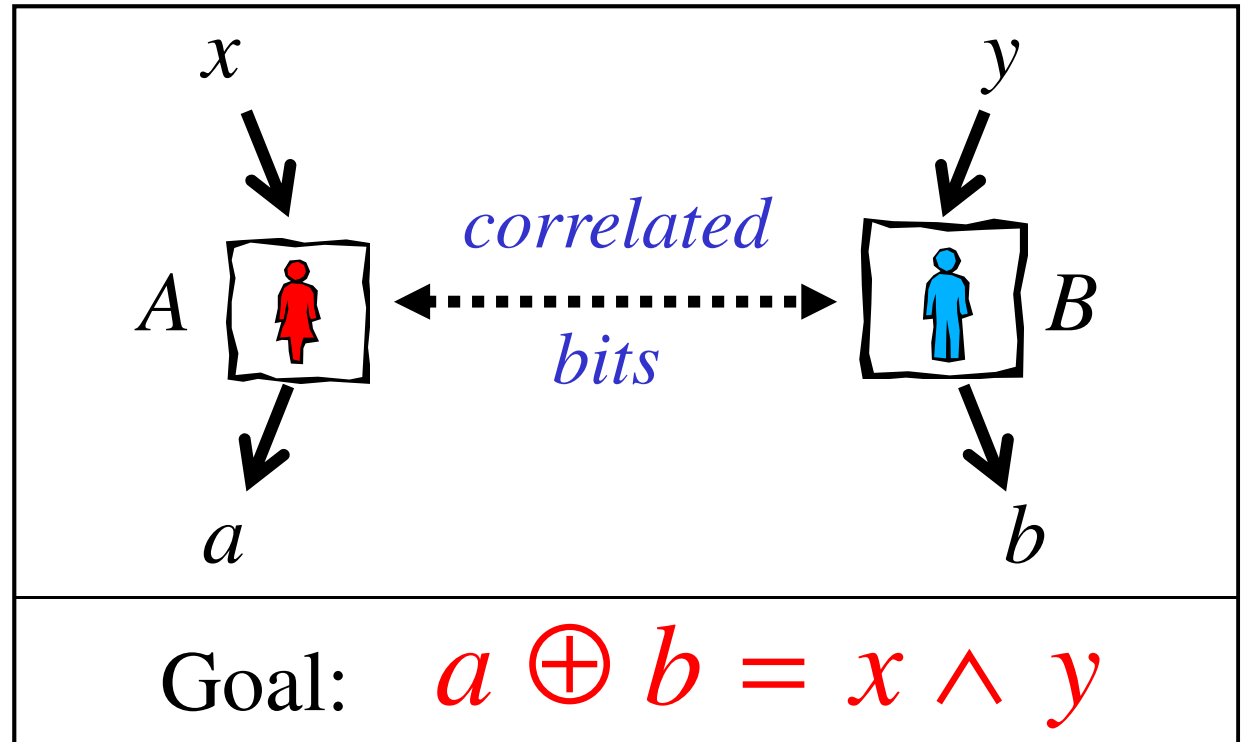 x y
correlated
A B
bits
a b
Goal: a ⊕ b = x ∧ y